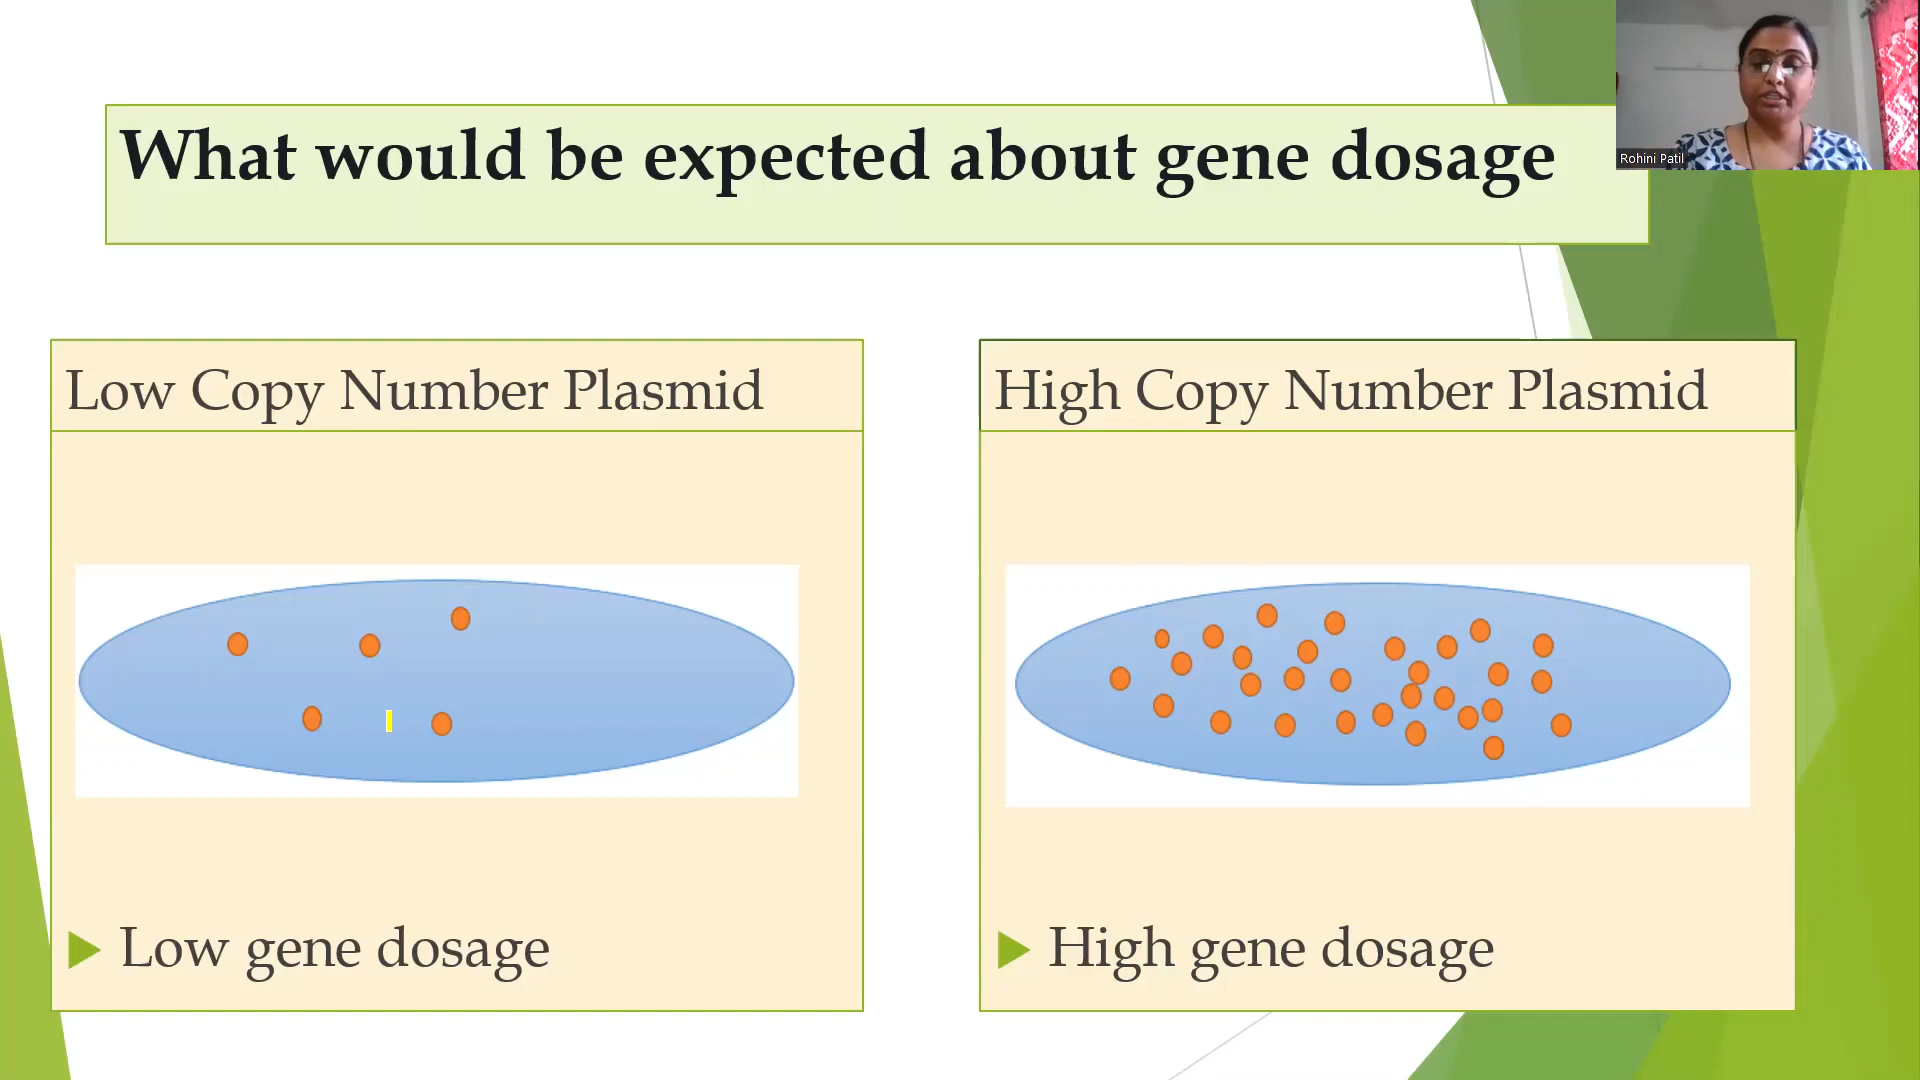 What would be expected about gene dosage
Rohini Patil
Low Copy Number Plasmid
High Copy Number Plasmid
Low gene dosage
High gene dosage